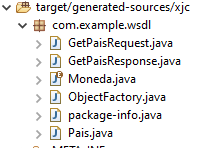 target/generated-sources/xjc
com.example.wsdl
GetPaisRequest.java
GetPaisResponse.java
Moneda.java
ObjectFactory.java
package-info.java
Pais.java